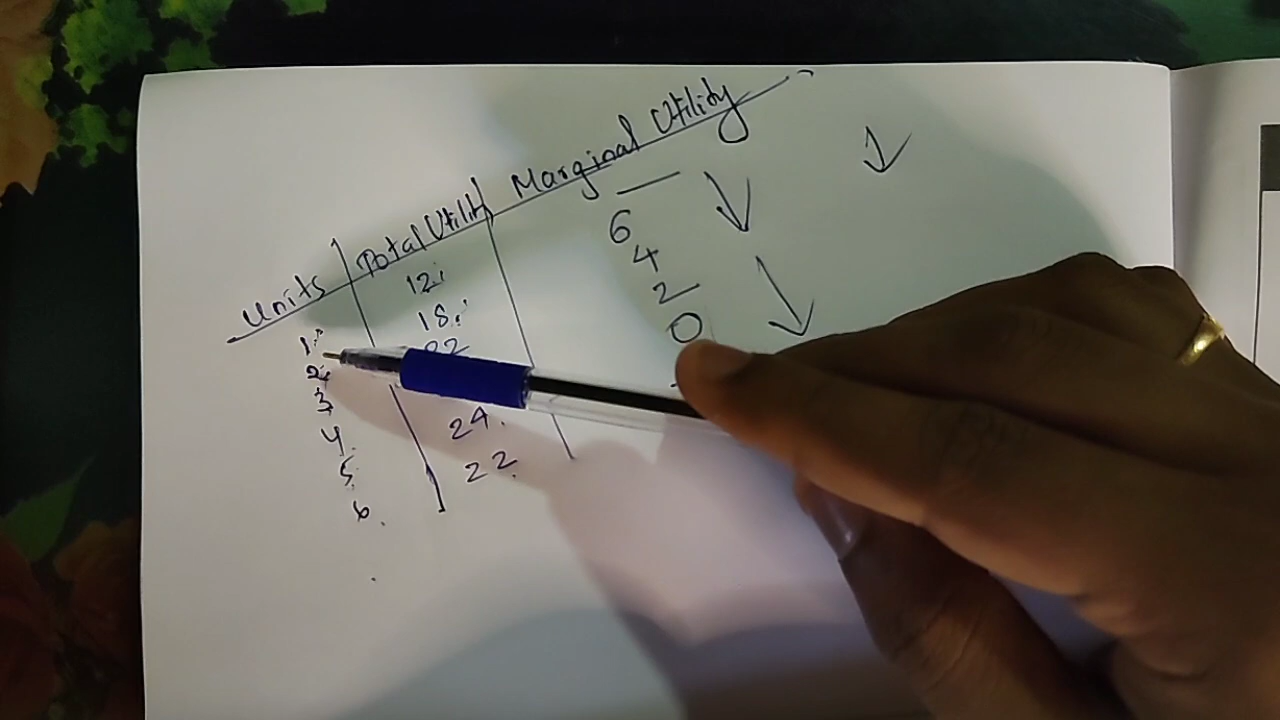 Units Total Utility Marginal Utility
1. 12 —
2. 18 6
3. 22 4
4. 2
5. 24. 0
6. 22